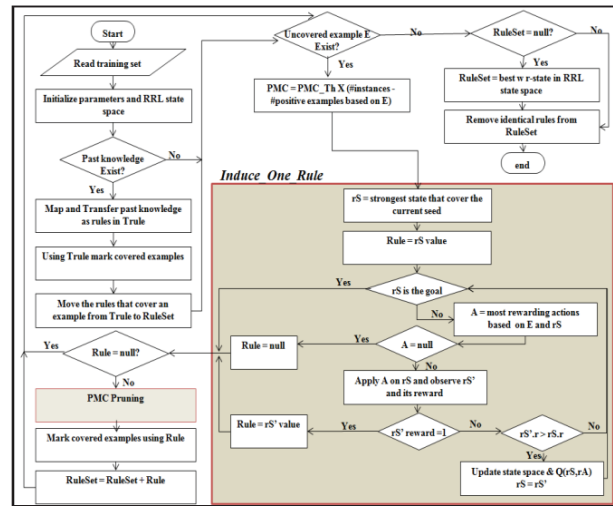 Start
Read training set
Initialize parameters and RRL state
space
Past knowledge
Exist?
No
Yes
Map and Transfer past knowledge
as rules in Trule
Using Trule mark covered examples
Move the rules that cover an
example from Trule to RuleSet
Yes
Rule = null?
No
PMC Pruning
Mark covered examples using Rule
RuleSet = RuleSet + Rule
Uncovered example E
Exist?
No
Yes
PMC = PMC_Th X (#instances -
#positive examples based on E)
RuleSet = null?
No
Yes
RuleSet = best w r-state in RRL
state space
Remove identical rules from
RuleSet
end
Induce_One_Rule
rS = strongest state that cover the
current seed
Rule = rS value
Yes
rS is the goal
No
A = most rewarding actions
based on E and rS
A = null
Yes
Rule = null
No
Apply A on rS and observe rS’
and its reward
Rule = rS’ value
Yes
rS’ reward =1
No
rS’.r > rS.r
No
Yes
Update state space & Q(rS,rA)
rS = rS’